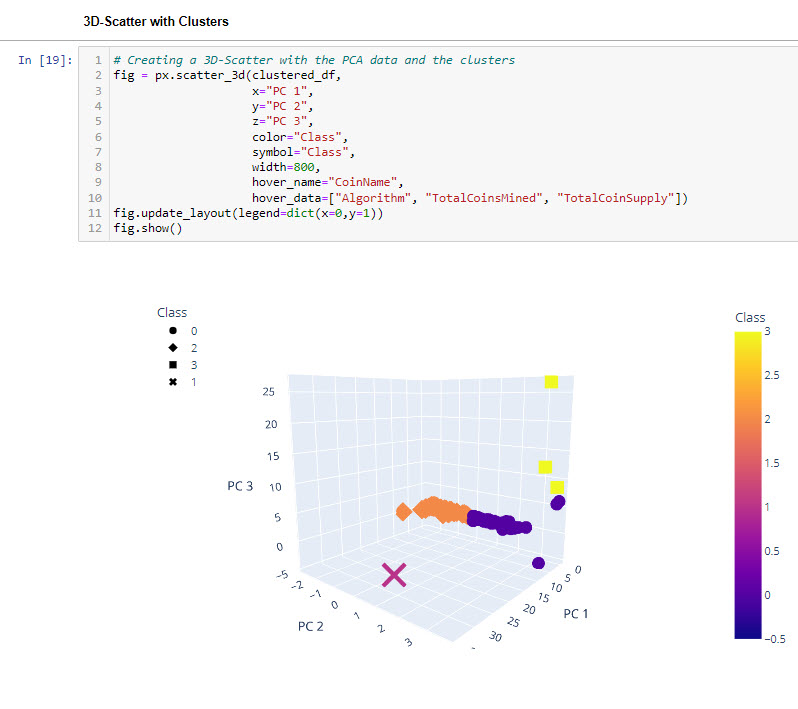 3D-Scatter with Clusters
In [19]:
1 # Creating a 3D-Scatter with the PCA data and the clusters
2 fig = px.scatter_3d(clustered_df,
3 x="PC 1",
4 y="PC 2",
5 z="PC 3",
6 color="Class",
7 symbol="Class",
8 width=800,
9 hover_name="CoinName",
10 hover_data=["Algorithm", "TotalCoinsMined", "TotalCoinSupply"])
11 fig.update_layout(legend=dict(x=0,y=1))
12 fig.show()
Class
0
2
3
1
25
20
15
10
5
0
PC 3
−5
−2
−1
0
1
2
3
PC 2
0
5
10
15
20
25
30
PC 1
Class
3
2.5
2
1.5
1
0.5
0
−0.5